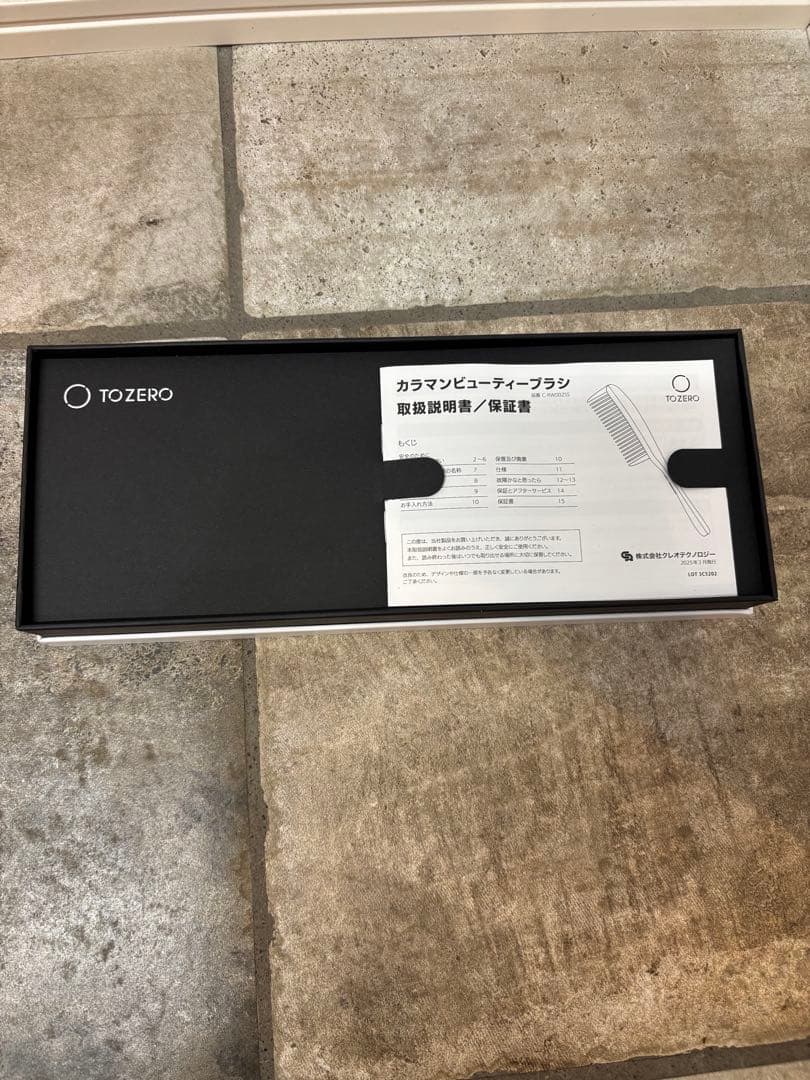 TOZERO
カラマンビューティーブラシ
取扱説明書／保証書
TOZERO
もくじ
2〜6
の名称 7
8
9
お手入れ方法 10
保管及び廃棄 10
仕様 11
故障かなと思ったら 12〜13
保証とアフターサービス 14
保証書 15
この度は、当社製品をお買い上げいただき、誠にありがとうございます。
本取扱説明書をよくお読みのうえ、正しく安全にご使用ください。
また、読み終わった後はいつでも取り出せる場所に大切に保管してください。
改良のため、デザインや仕様の一部を予告なく変更している場合があります。
ご了承ください。
株式会社クレオテクノロジー
2025年3月発行
LOT 3C5202